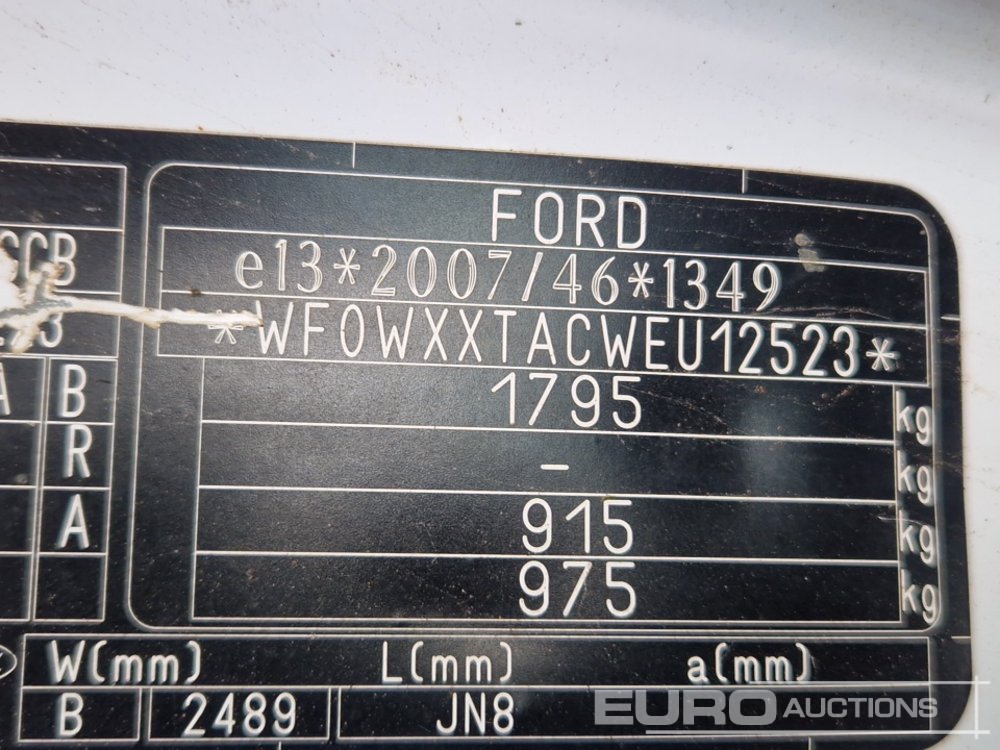 FORD
e13*2007/46*1349
*WF0WXXTACWEU12523*
B 1795 kg
R - kg
A 915 kg
975 kg
W(mm) L(mm) a(mm)
B 2489 JN8
EURO AUCTIONS